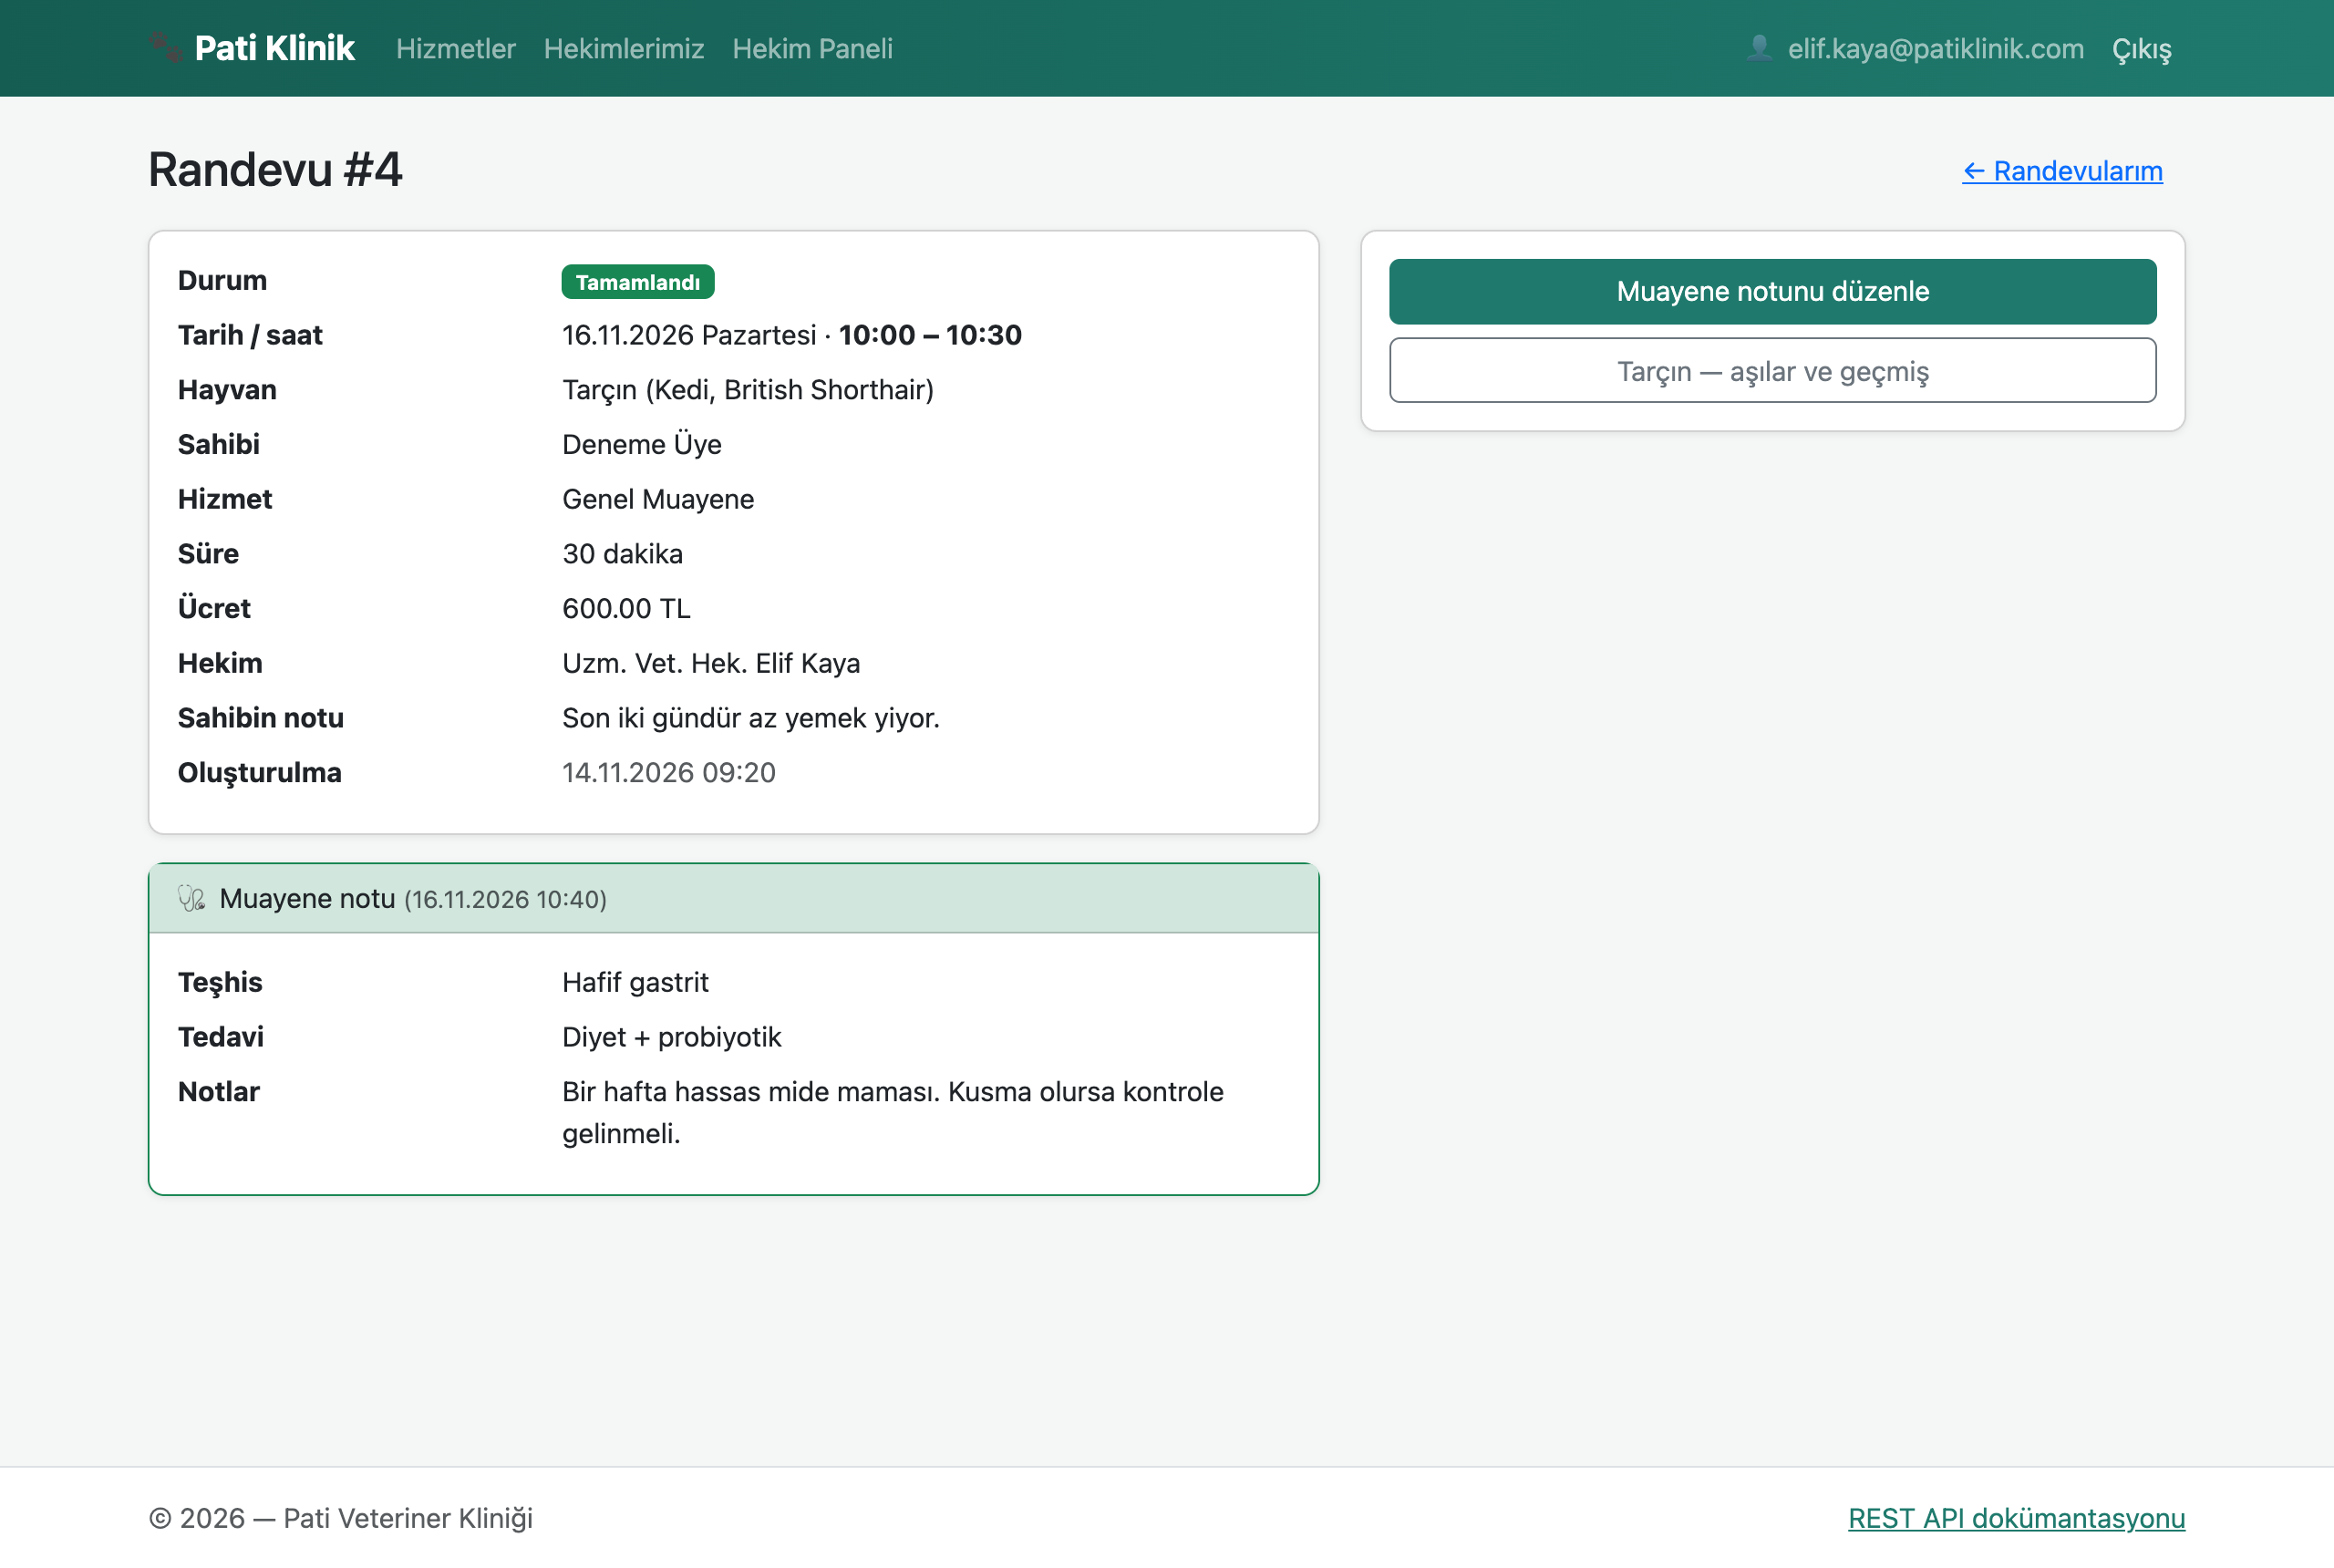 Pati Klinik Hizmetler Hekimlerimiz Hekim Paneli elif.kaya@patiklinik.com Çıkış
Randevu #4
← Randevularım
Durum Tamamlandı
Tarih / saat 16.11.2026 Pazartesi · 10:00 – 10:30
Hayvan Tarçın (Kedi, British Shorthair)
Sahibi Deneme Üye
Hizmet Genel Muayene
Süre 30 dakika
Ücret 600.00 TL
Hekim Uzm. Vet. Hek. Elif Kaya
Sahibin notu Son iki gündür az yemek yiyor.
Oluşturulma 14.11.2026 09:20
Muayene notunu düzenle
Tarçın — aşılar ve geçmiş
Muayene notu (16.11.2026 10:40)
Teşhis Hafif gastrit
Tedavi Diyet + probiyotik
Notlar Bir hafta hassas mide maması. Kusma olursa kontrole
gelinmeli.
© 2026 — Pati Veteriner Kliniği
REST API dokümantasyonu